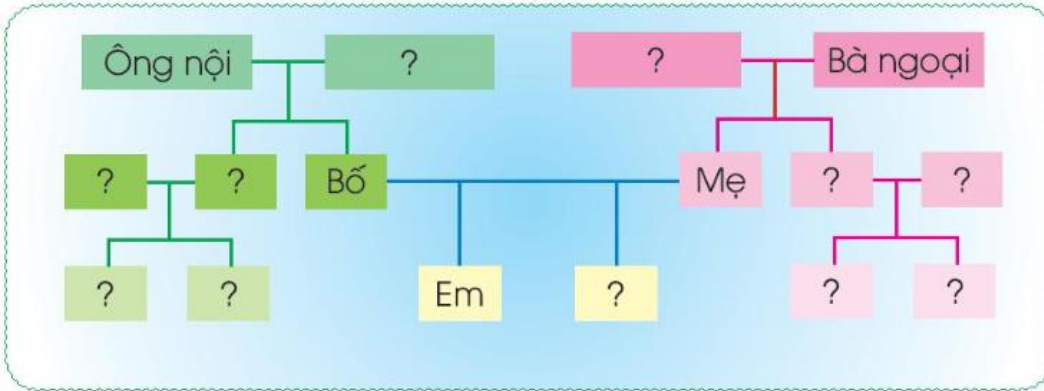 Ông nội ? ? Bà ngoại
? ? Bố Mẹ ? ?
? ? Em ? ? ?